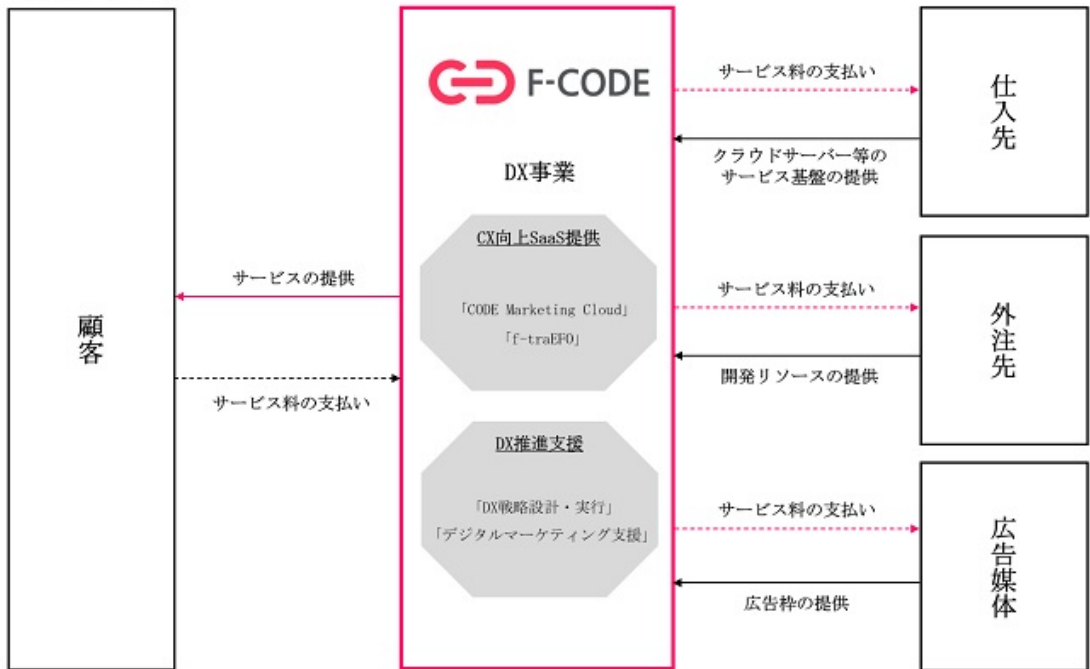 顧客
サービスの提供
サービス料の支払い
F-CODE
DX事業
CX向上SaaS提供
「CODE Marketing Cloud」
「f-traEFO」
DX推進支援
「DX戦略設計・実行」
「デジタルマーケティング支援」
サービス料の支払い
クラウドサーバー等の
サービス基盤の提供
仕入先
サービス料の支払い
開発リソースの提供
外注先
サービス料の支払い
広告枠の提供
広告媒体